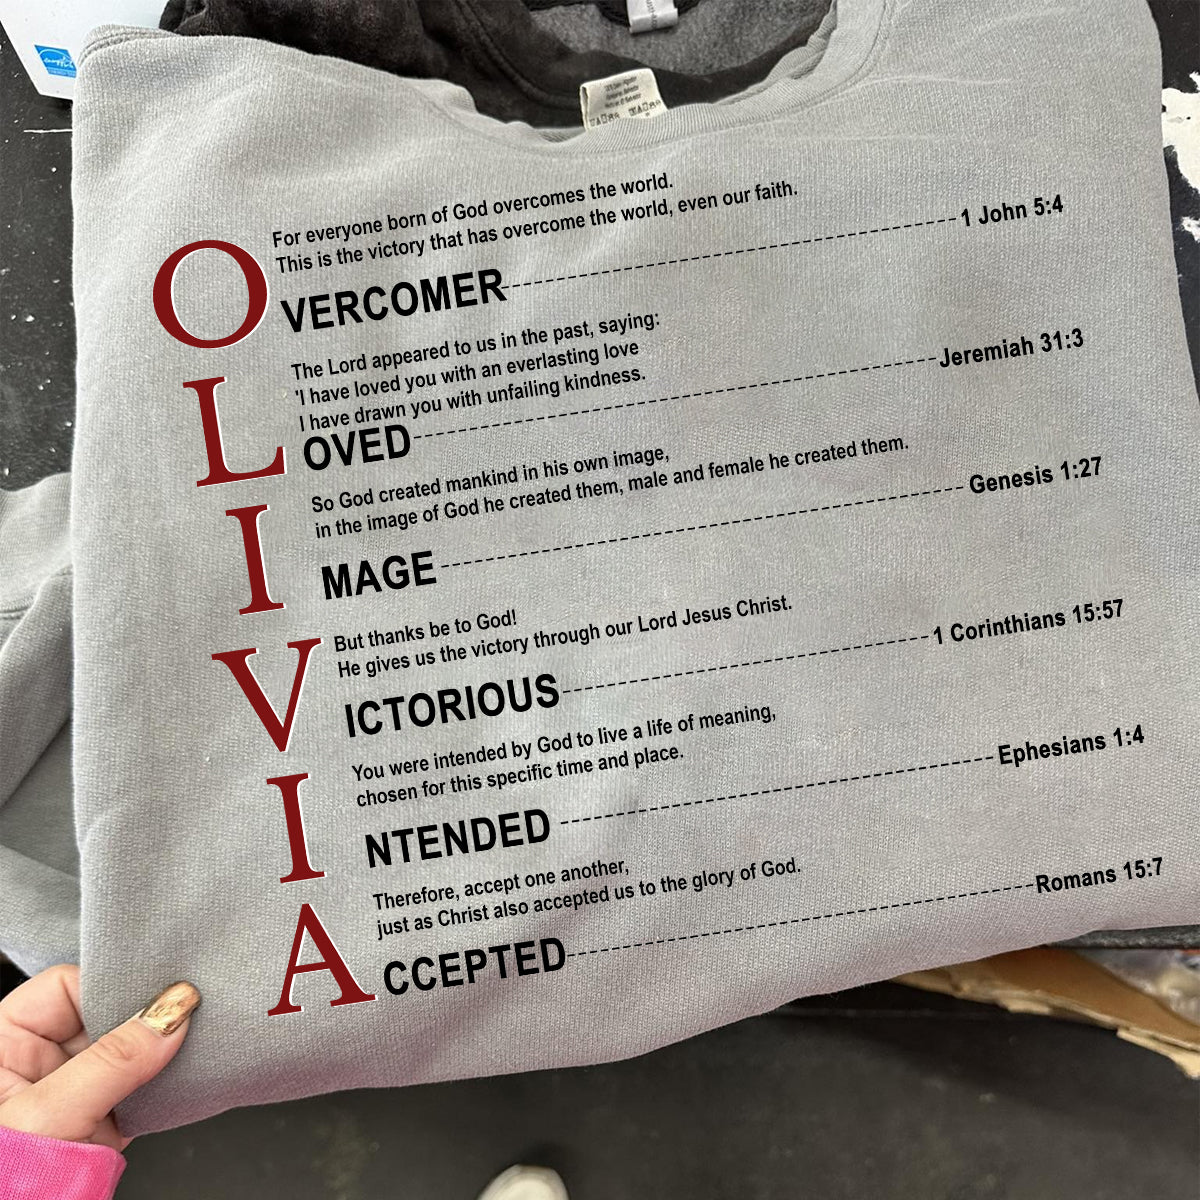 For everyone born of God overcomes the world.
This is the victory that has overcome the world, even our faith.
OVERCOMER 1 John 5:4
The Lord appeared to us in the past, saying:
'I have loved you with an everlasting love
I have drawn you with unfailing kindness.
LOVED Jeremiah 31:3
So God created mankind in his own image,
in the image of God he created them, male and female he created them.
IMAGE Genesis 1:27
But thanks be to God!
He gives us the victory through our Lord Jesus Christ.
VICTORIOUS 1 Corinthians 15:57
You were intended by God to live a life of meaning,
chosen for this specific time and place.
INTENDED Ephesians 1:4
Therefore, accept one another,
just as Christ also accepted us to the glory of God.
ACCEPTED Romans 15:7